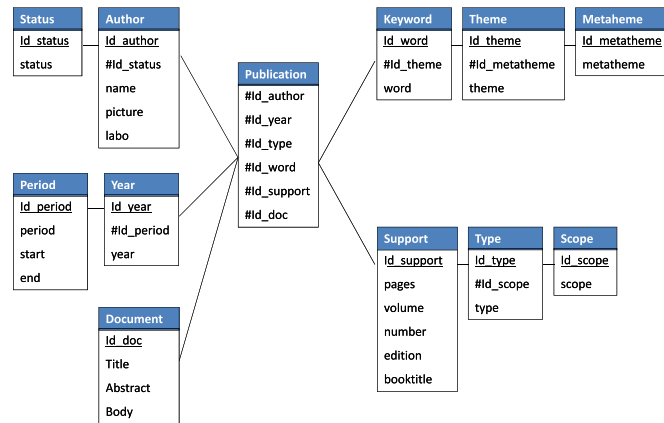 Status
Id_status
status
Author
Id_author
#Id_status
name
picture
labo
Publication
#Id_author
#Id_year
#Id_type
#Id_word
#Id_support
#Id_doc
Keyword
Id_word
#Id_theme
word
Theme
Id_theme
#Id_metatheme
theme
Metaheme
Id_metatheme
metatheme
Period
Id_period
period
start
end
Year
Id_year
#Id_period
year
Document
Id_doc
Title
Abstract
Body
Support
Id_support
pages
volume
number
edition
booktitle
Type
Id_type
#Id_scope
type
Scope
Id_scope
scope